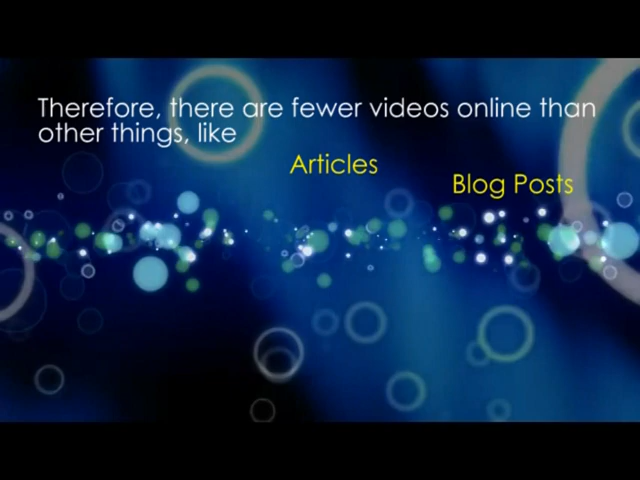 Therefore, there are fewer videos online than
other things, like
Articles
Blog Posts